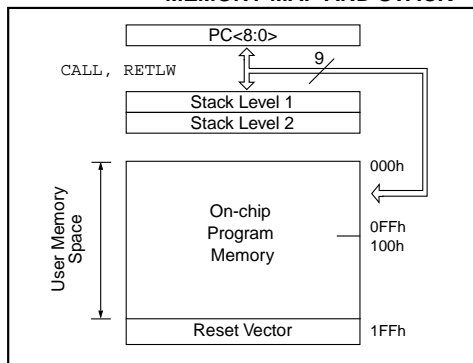 MEMORY MAP AND STACK
PC<8:0>
9
CALL, RETLW
Stack Level 1
Stack Level 2
000h
User Memory
Space
On-chip
Program
Memory
0FFh
100h
Reset Vector
1FFh